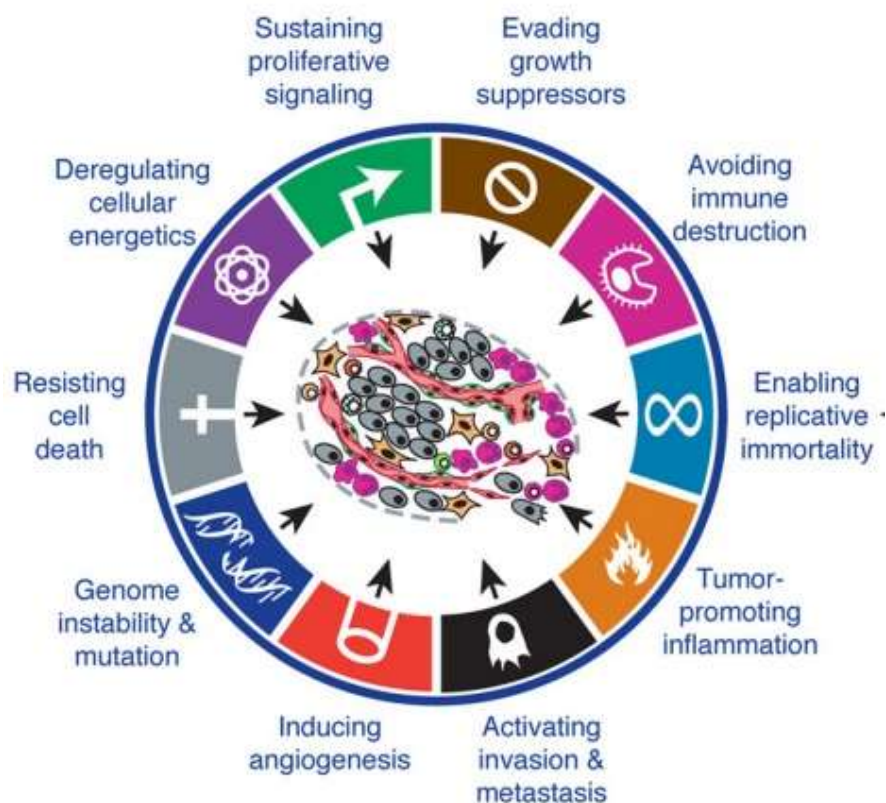 Sustaining
proliferative
signaling
Evading
growth
suppressors
Avoiding
immune
destruction
Enabling
replicative
immortality
Tumor-
promoting
inflammation
Activating
invasion &
metastasis
Inducing
angiogenesis
Genome
instability &
mutation
Resisting
cell
death
Deregulating
cellular
energetics